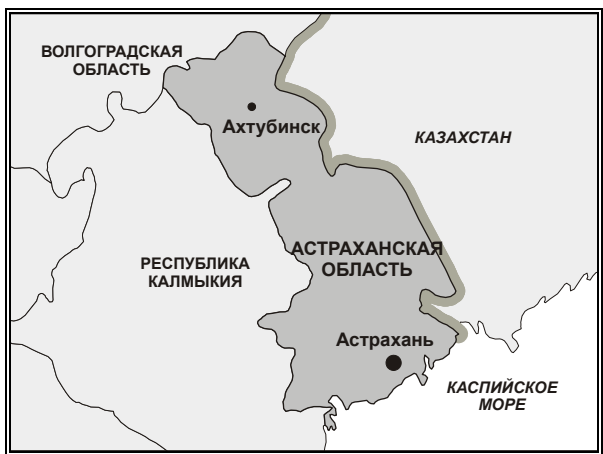 ВОЛГОГРАДСКАЯ
ОБЛАСТЬ
Ахтубинск
КАЗАХСТАН
АСТРАХАНСКАЯ
ОБЛАСТЬ
РЕСПУБЛИКА
КАЛМЫКИЯ
Астрахань
КАСПИЙСКОЕ
МОРЕ